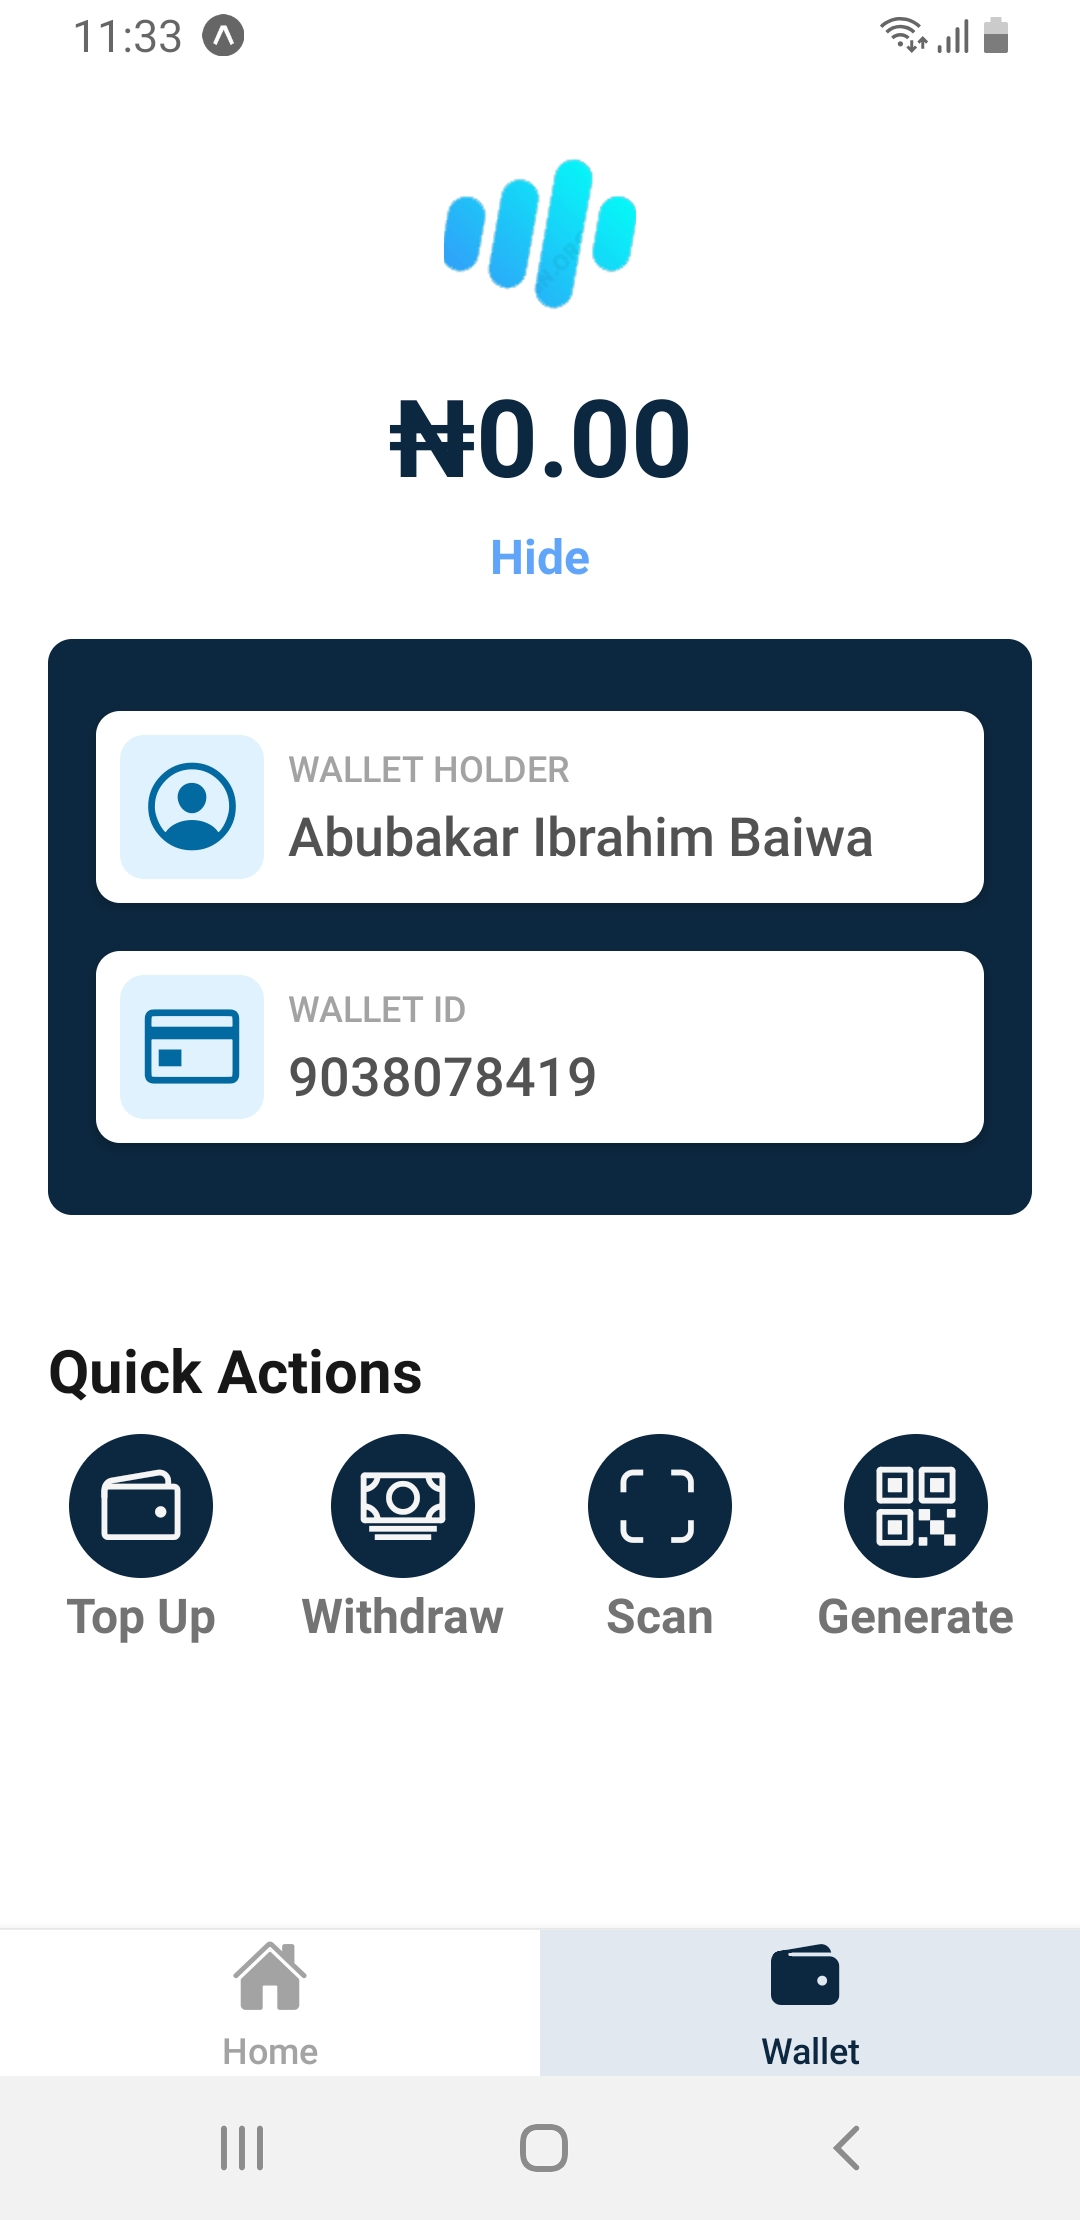 11:33
₦0.00
Hide
WALLET HOLDER
Abubakar Ibrahim Baiwa
WALLET ID
9038078419
Quick Actions
Top Up Withdraw Scan Generate
Home Wallet